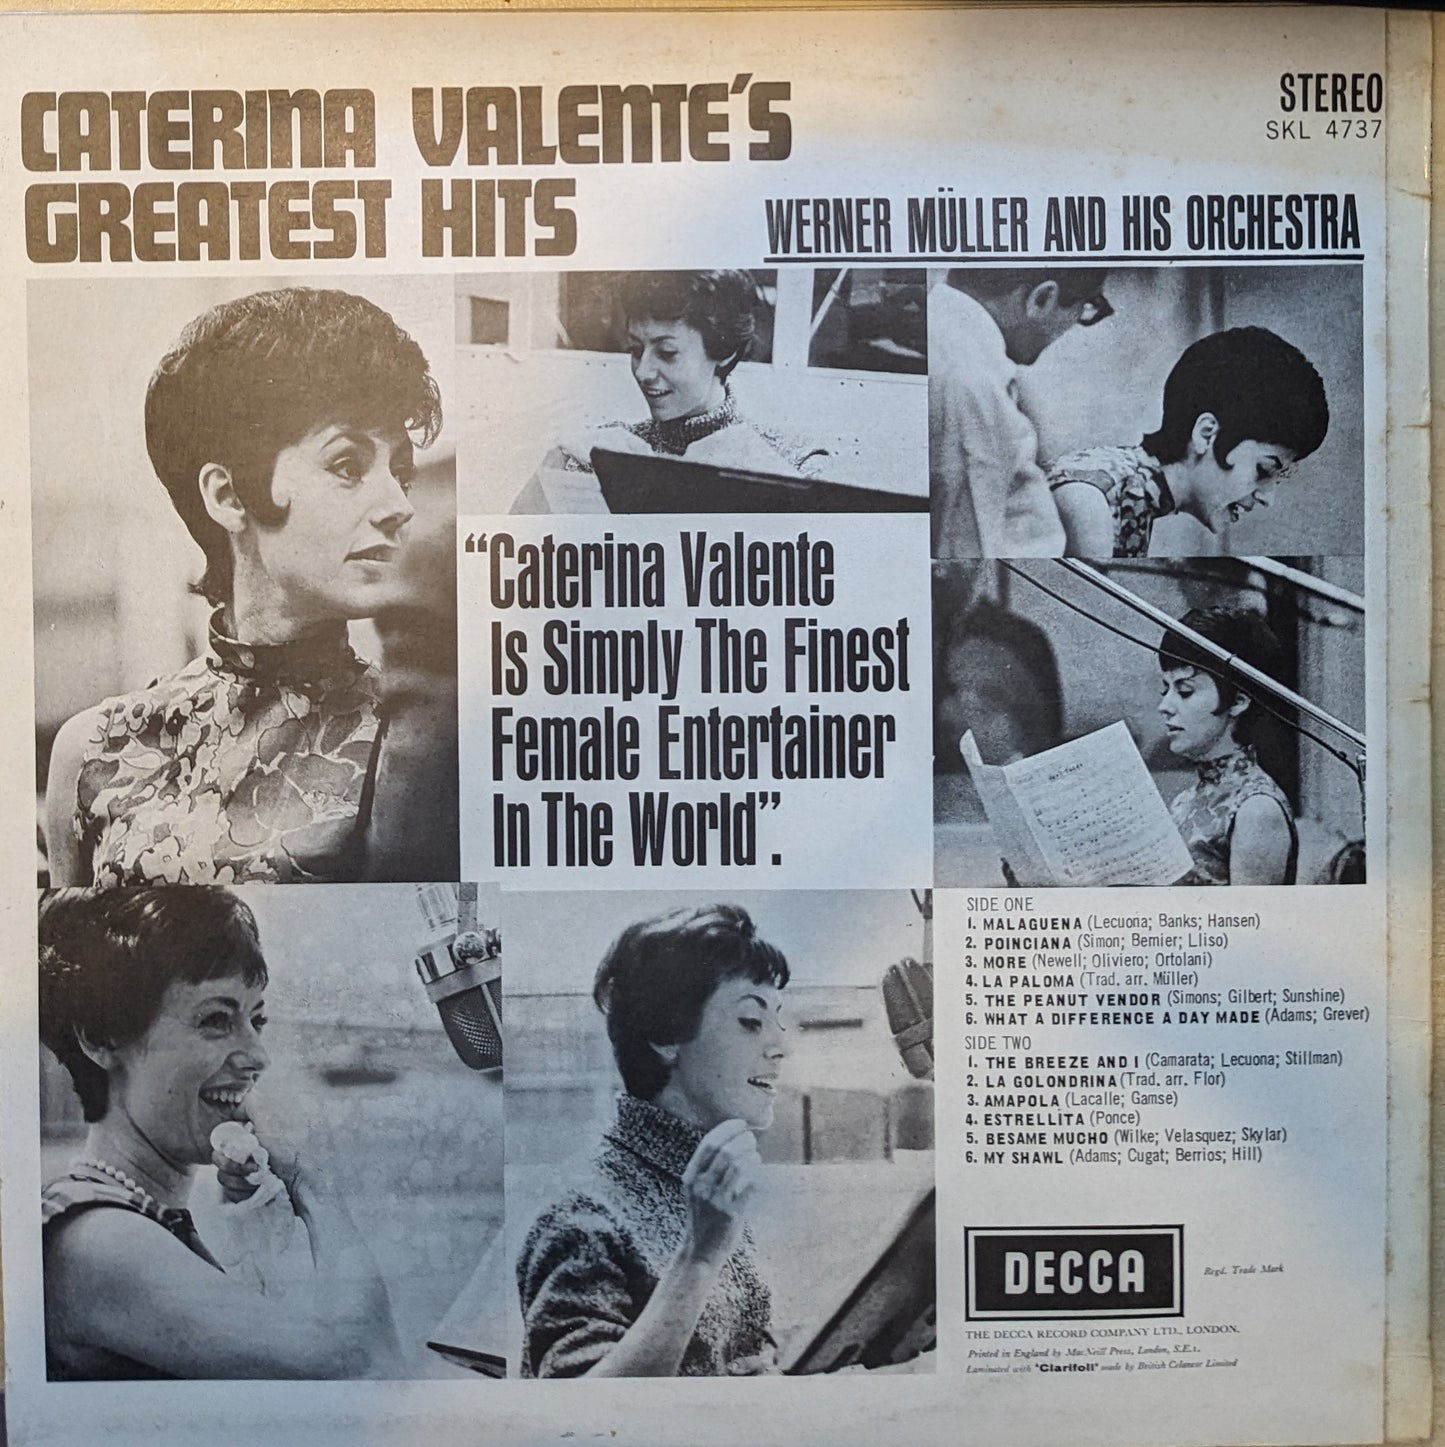 CATERINA VALENTE'S
GREATEST HITS
STEREO
SKL 4737
WERNER MÜLLER AND HIS ORCHESTRA
“Caterina Valente
Is Simply The Finest
Female Entertainer
In The World”.
SIDE ONE
1. MALAGUENA (Lecuona; Banks; Hansen)
2. POINCIANA (Simon; Bernier; Lliso)
3. MORE (Newell; Oliviero; Ortolani)
4. LA PALOMA (Trad. arr. Müller)
5. THE PEANUT VENDOR (Simons; Gilbert; Sunshine)
6. WHAT A DIFFERENCE A DAY MADE (Adams; Grever)
SIDE TWO
1. THE BREEZE AND I (Camarata; Lecuona; Stillman)
2. LA GOLONDRINA (Trad. arr. Flor)
3. AMAPOLA (Lacalle; Gamse)
4. ESTRELLITA (Ponce)
5. BESAME MUCHO (Wilke; Velasquez; Skylar)
6. MY SHAWL (Adams; Cugat; Berrios; Hill)
DECCA
Regd. Trade Mark
THE DECCA RECORD COMPANY LTD., LONDON.
Printed in England by MacNeill Press, London, S.E.1.
Laminated with 'Clarifoil' made by British Celanese Limited